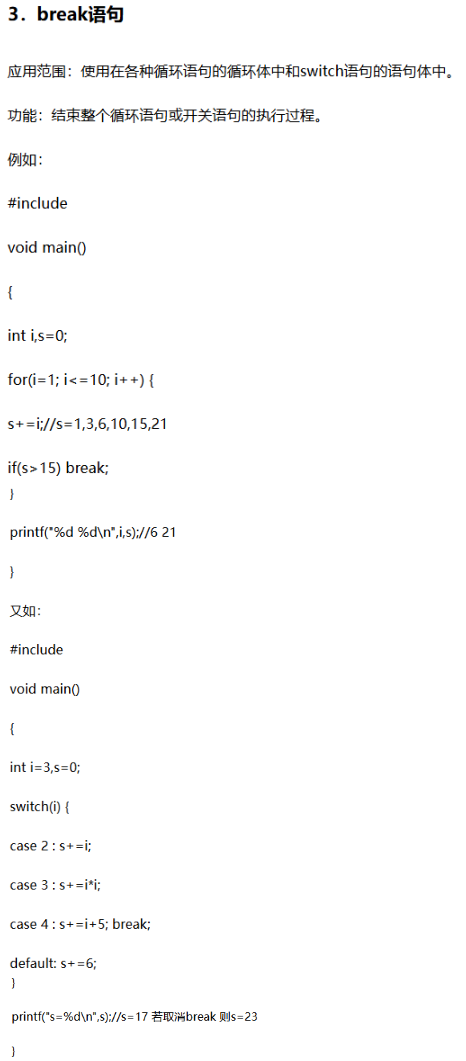 3．break语句
应用范围：使用在各种循环语句的循环体中和switch语句的语句体中。
功能：结束整个循环语句或开关语句的执行过程。
例如：
#include
void main()
{
int i,s=0;
for(i=1; i<=10; i++) {
s+=i;//s=1,3,6,10,15,21
if(s>15) break;
}
printf("%d %d\n",i,s);//6 21
}
又如：
#include
void main()
{
int i=3,s=0;
switch(i) {
case 2 : s+=i;
case 3 : s+=i*i;
case 4 : s+=i+5; break;
default: s+=6;
}
printf("s=%d\n",s);//s=17 若取消break 则s=23
}